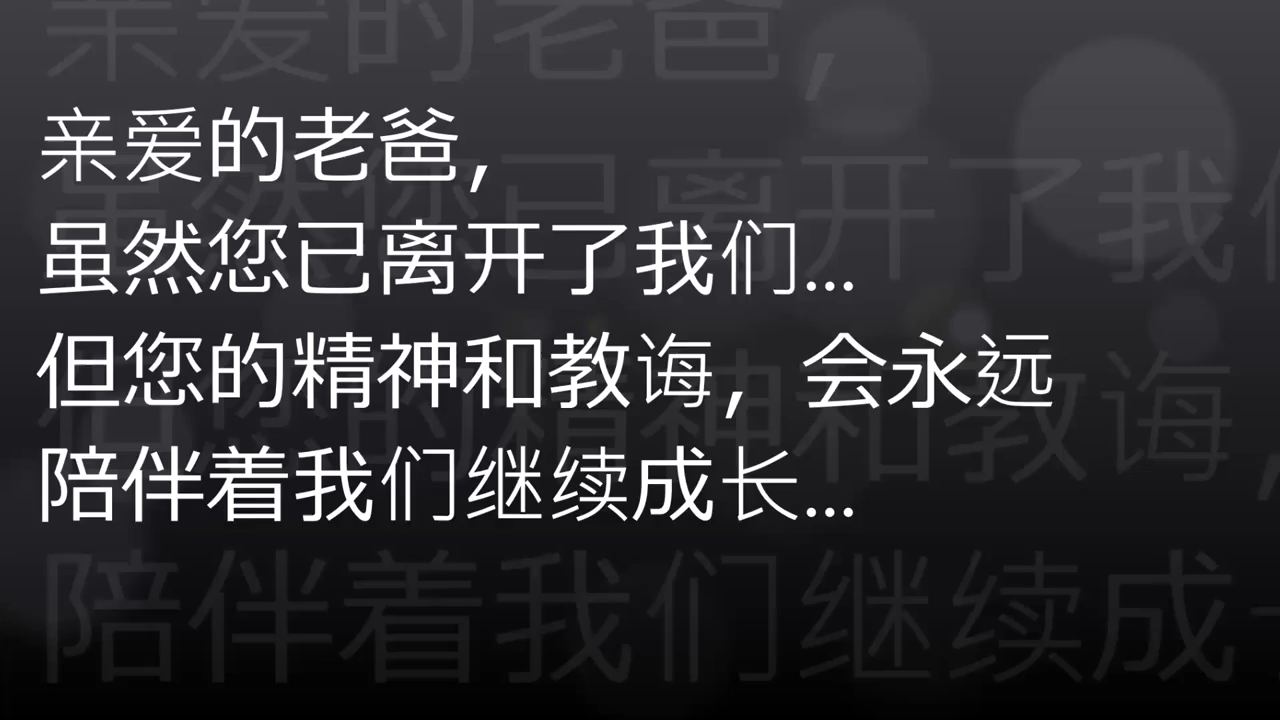 亲爱的老爸，
虽然您已离开了我们...
但您的精神和教诲，会永远
陪伴着我们继续成长...